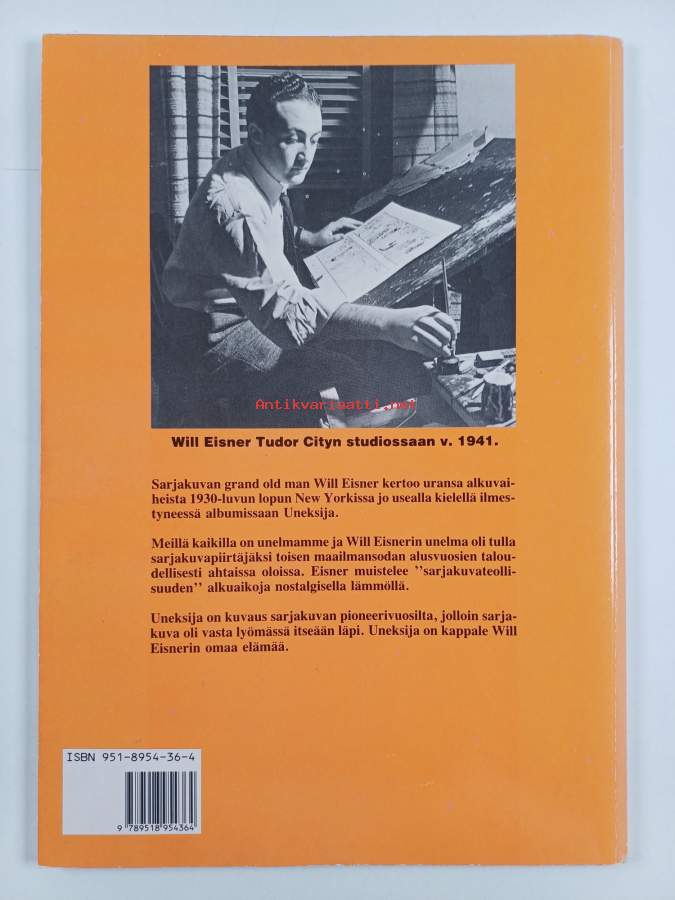 Antikvariaatti.net
Will Eisner Tudor Cityn studiossaan v. 1941.
Sarjakuvan grand old man Will Eisner kertoo uransa alkuvai-
heista 1930-luvun lopun New Yorkissa jo usealla kielellä ilmes-
tyneessä albumissaan Uneksija.
Meillä kaikilla on unelmamme ja Will Eisnerin unelma oli tulla
sarjakuvapiirtäjäksi toisen maailmansodan alusvuosien talou-
dellisesti ahtaissa oloissa. Eisner muistelee ''sarjakuvateolli-
suuden'' alkuaikoja nostalgisella lämmöllä.
Uneksija on kuvaus sarjakuvan pioneerivuosilta, jolloin sarja-
kuva oli vasta lyömässä itseään läpi. Uneksija on kappale Will
Eisnerin omaa elämää.
ISBN 951-8954-36-4
9 789518 954364